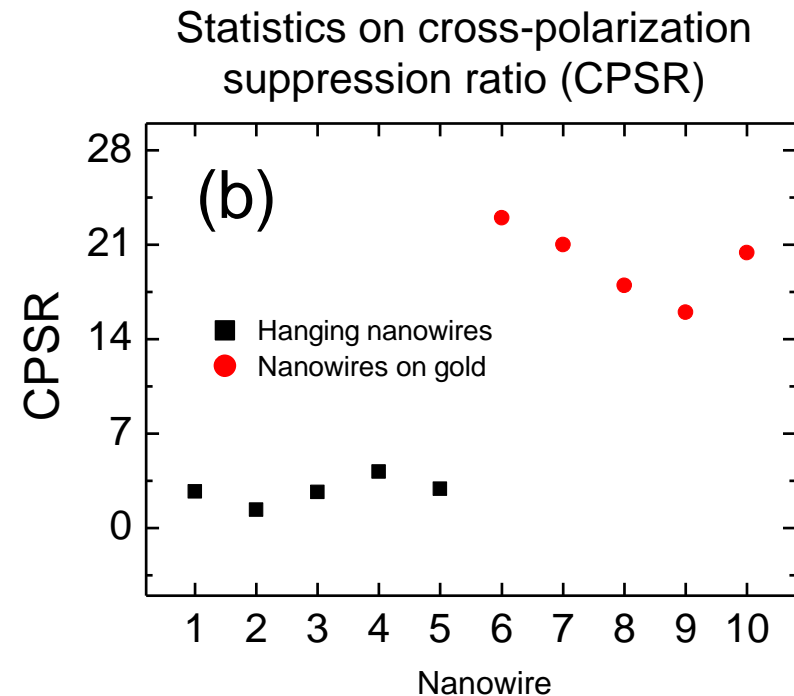 Statistics on cross-polarization
suppression ratio (CPSR)
(b)
28
21
14
7
0
CPSR
Hanging nanowires
Nanowires on gold
1 2 3 4 5 6 7 8 9 10
Nanowire